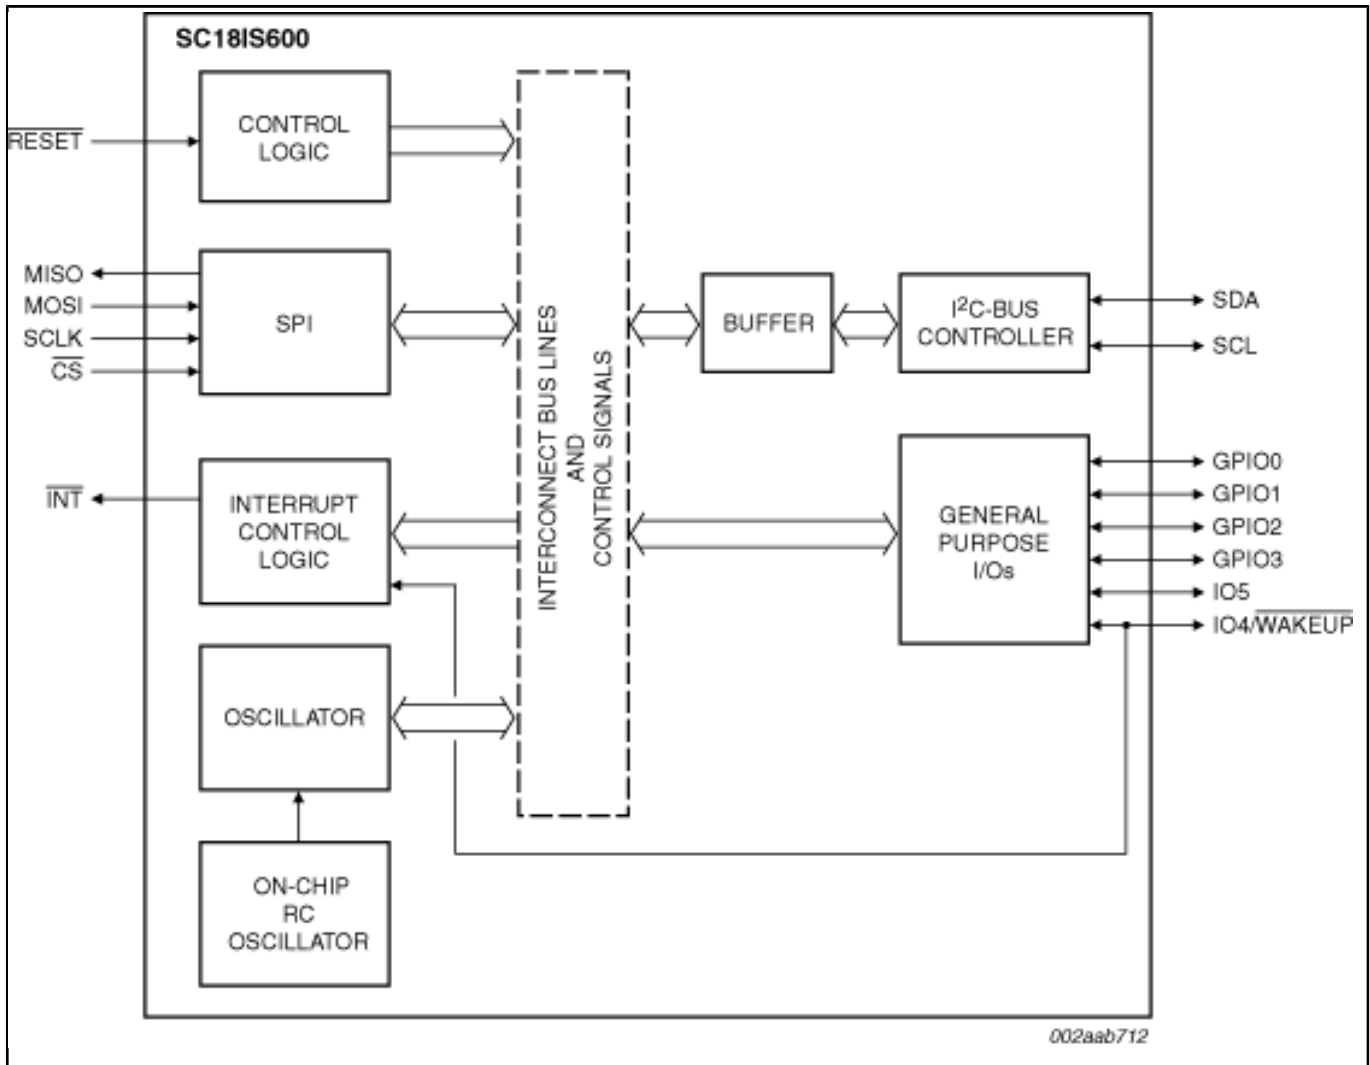 SC18IS600
RESET
CONTROL
LOGIC
MISO
MOSI
SCLK
CS
SPI
INT
INTERRUPT
CONTROL
LOGIC
OSCILLATOR
ON-CHIP
RC
OSCILLATOR
INTERCONNECT BUS LINES
AND
CONTROL SIGNALS
BUFFER
I²C-BUS
CONTROLLER
SDA
SCL
GENERAL
PURPOSE
I/Os
GPIO0
GPIO1
GPIO2
GPIO3
IO5
IO4/WAKEUP
002aab712